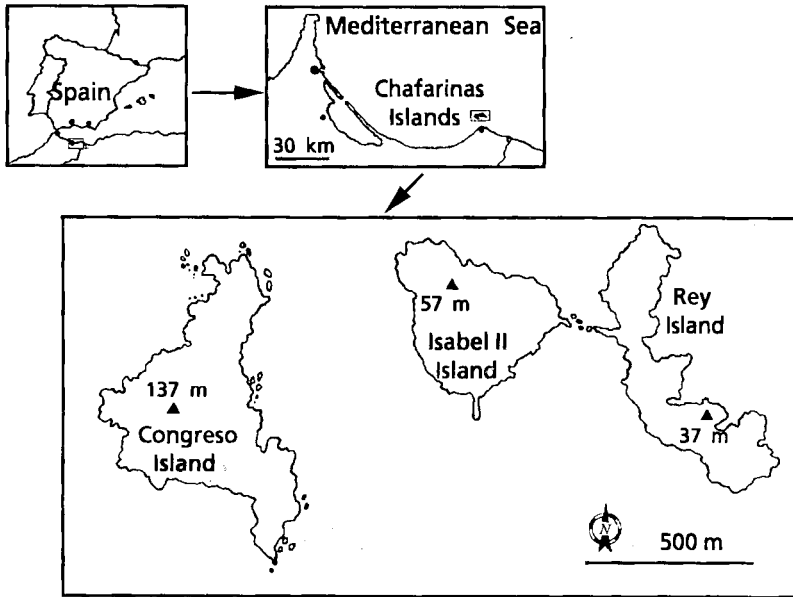 Spain
Mediterranean Sea
Chafarinas
Islands
30 km
57 m
Isabel II
Island
Rey
Island
137 m
Congreso
Island
37 m
N
500 m